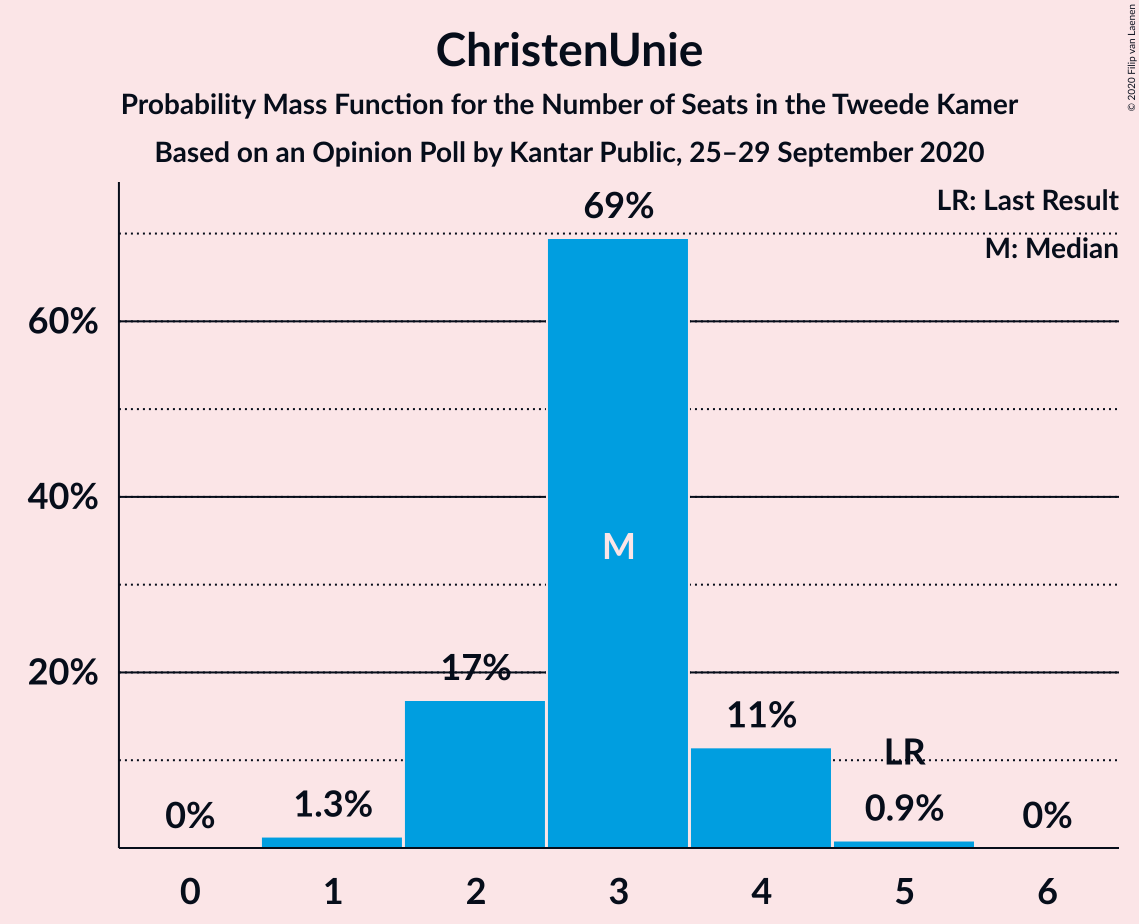 ChristenUnie
Probability Mass Function for the Number of Seats in the Tweede Kamer
Based on an Opinion Poll by Kantar Public, 25–29 September 2020
© 2020 Filip van Laenen
LR: Last Result
M: Median
69%
60%
40%
M
20%
17%
11%
LR
0%
1.3%
0.9%
0%
0 1 2 3 4 5 6